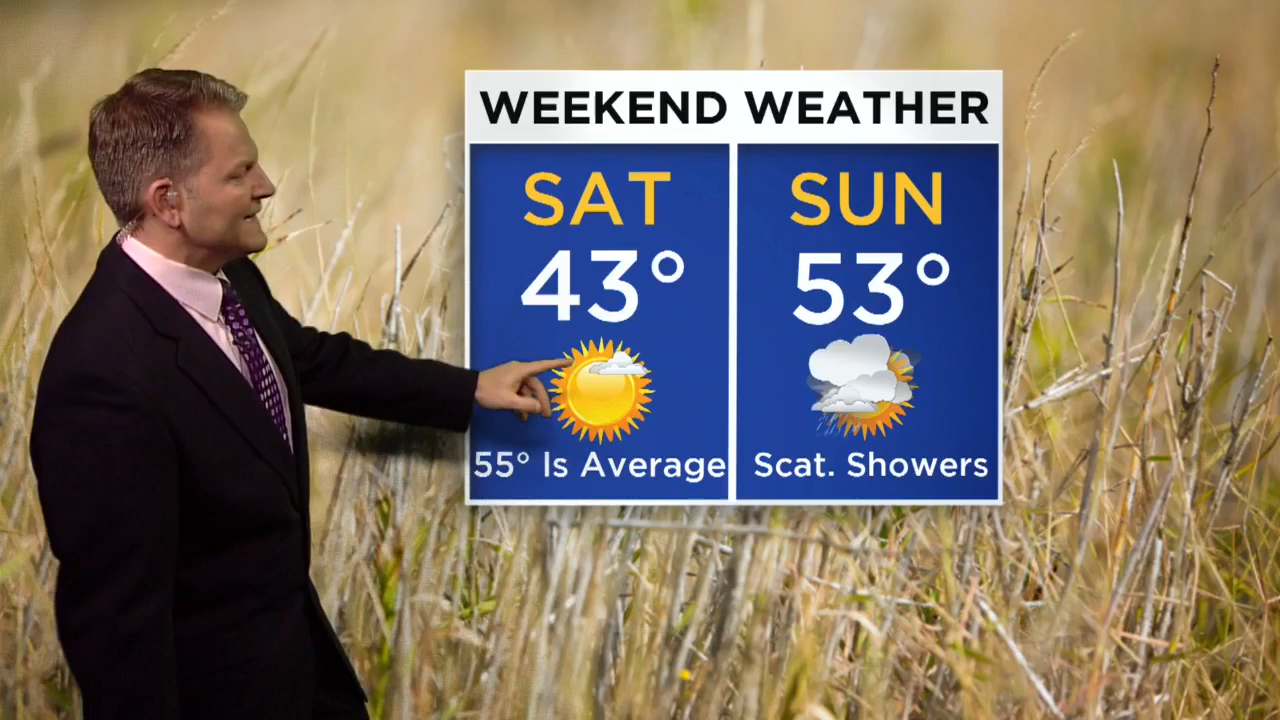 WEEKEND WEATHER
SAT
43°
55° Is Average
SUN
53°
Scat. Showers